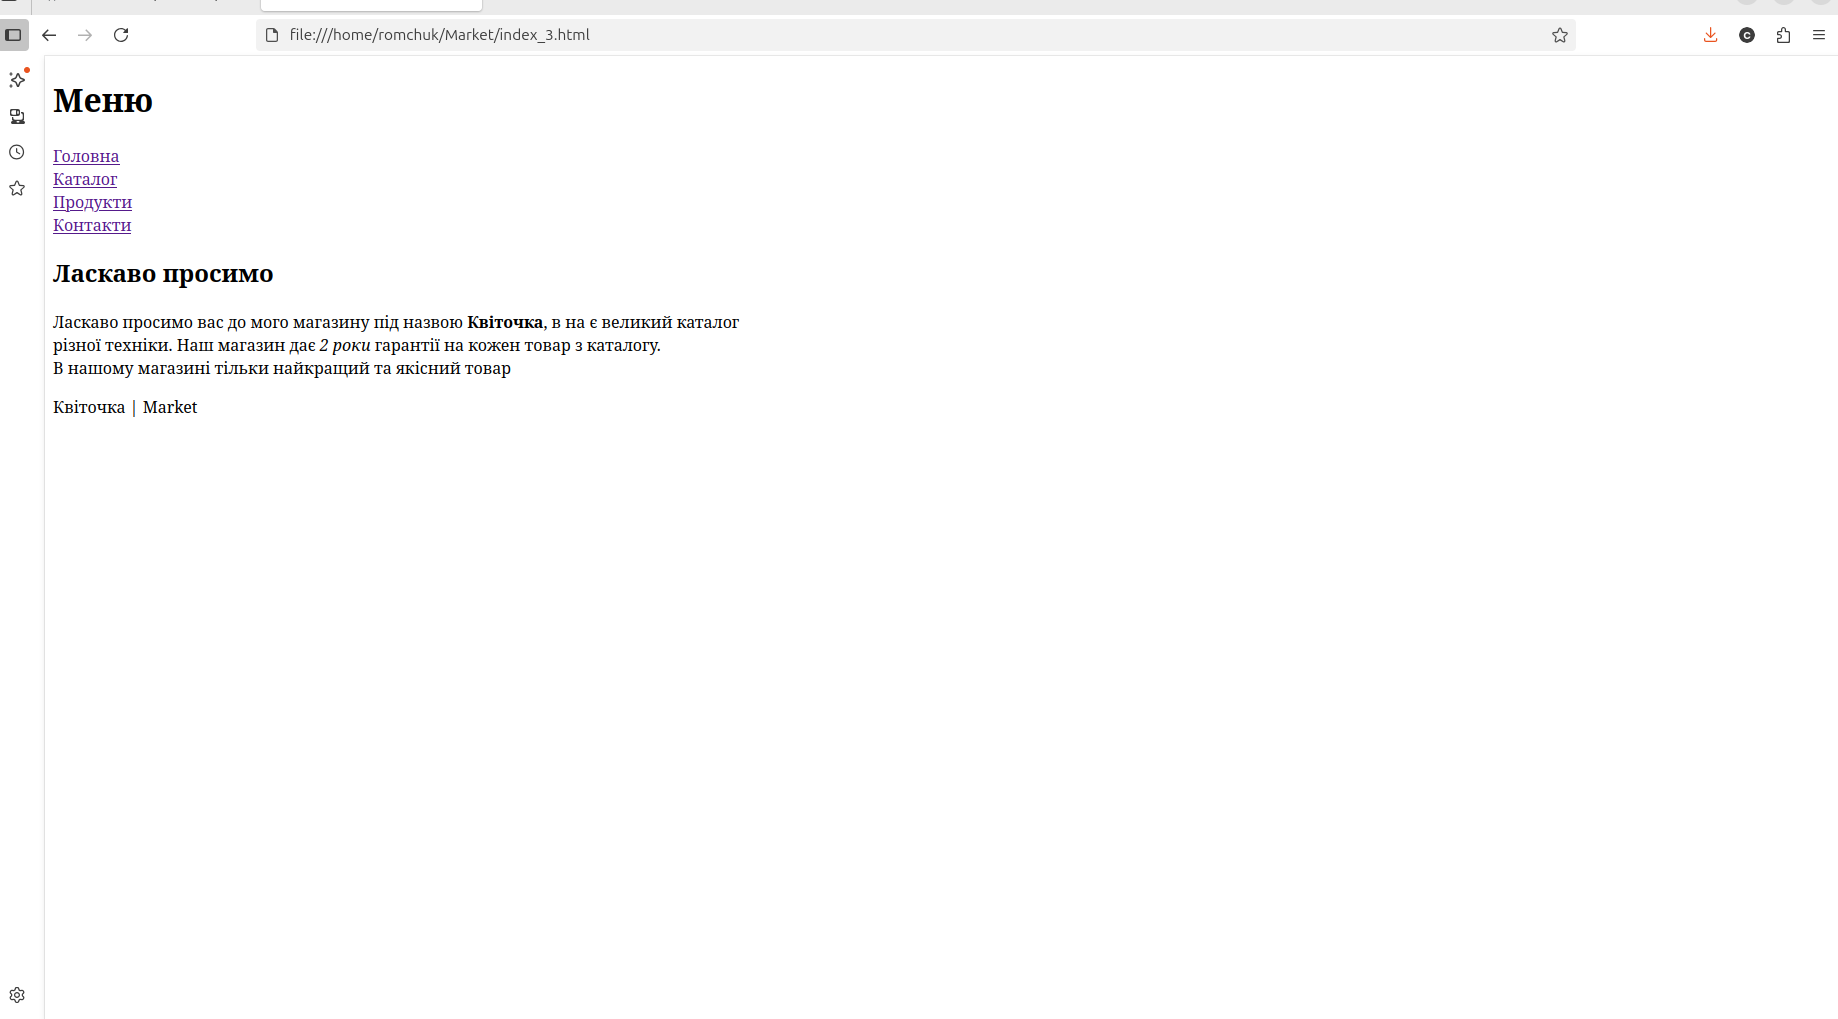 file:///home/romchuk/Market/index_3.html
Меню
Головна
Каталог
Продукти
Контакти
Ласкаво просимо
Ласкаво просимо вас до мого магазину під назвою Квіточка, в на є великий каталог
різної техніки. Наш магазин дає 2 роки гарантії на кожен товар з каталогу.
В нашому магазині тільки найкращий та якісний товар
Квіточка | Market